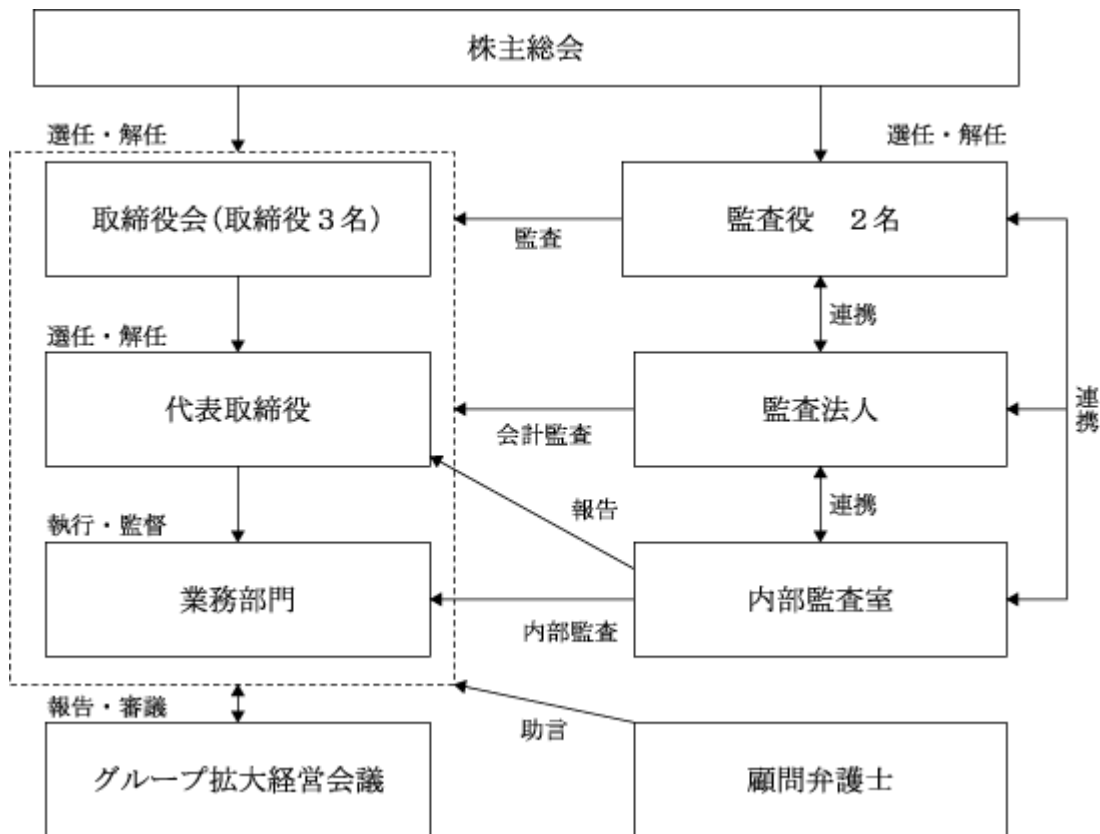 株主総会
選任・解任
選任・解任
取締役会(取締役３名)
監査
監査役　２名
連携
選任・解任
代表取締役
会計監査
監査法人
連携
報告
連携
執行・監督
業務部門
内部監査
内部監査室
報告・審議
助言
グループ拡大経営会議
顧問弁護士